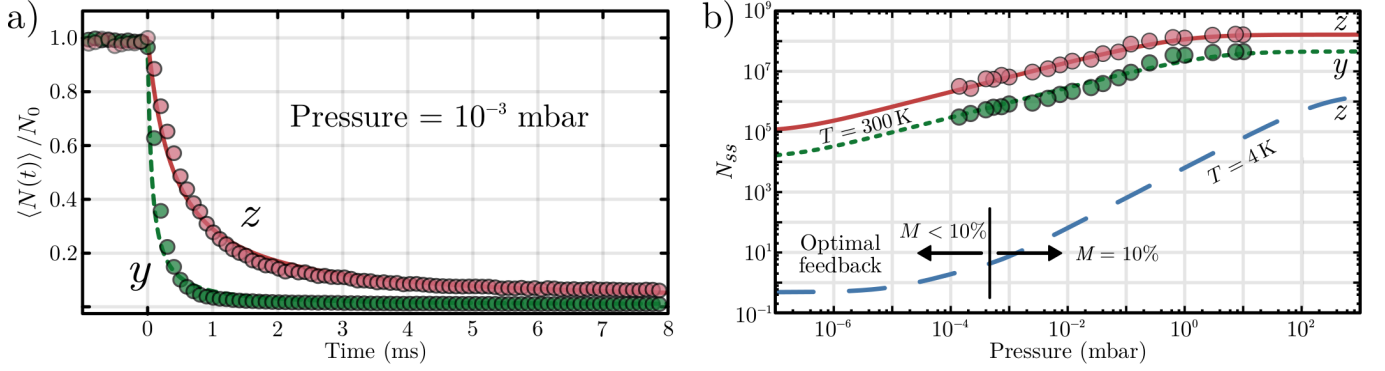 a)
⟨N(t)⟩ /N₀
1.0
0.8
0.6
0.4
0.2
Pressure = 10⁻³ mbar
z
y
0
1
2
3
4
5
6
7
8
Time (ms)
b)
Nss
10⁹
10⁷
10⁵
10³
10¹
10⁻¹
z
y
z
T = 300 K
T = 4 K
Optimal
feedback
M < 10%
M = 10%
10⁻⁶
10⁻⁴
10⁻²
10⁰
10²
Pressure (mbar)